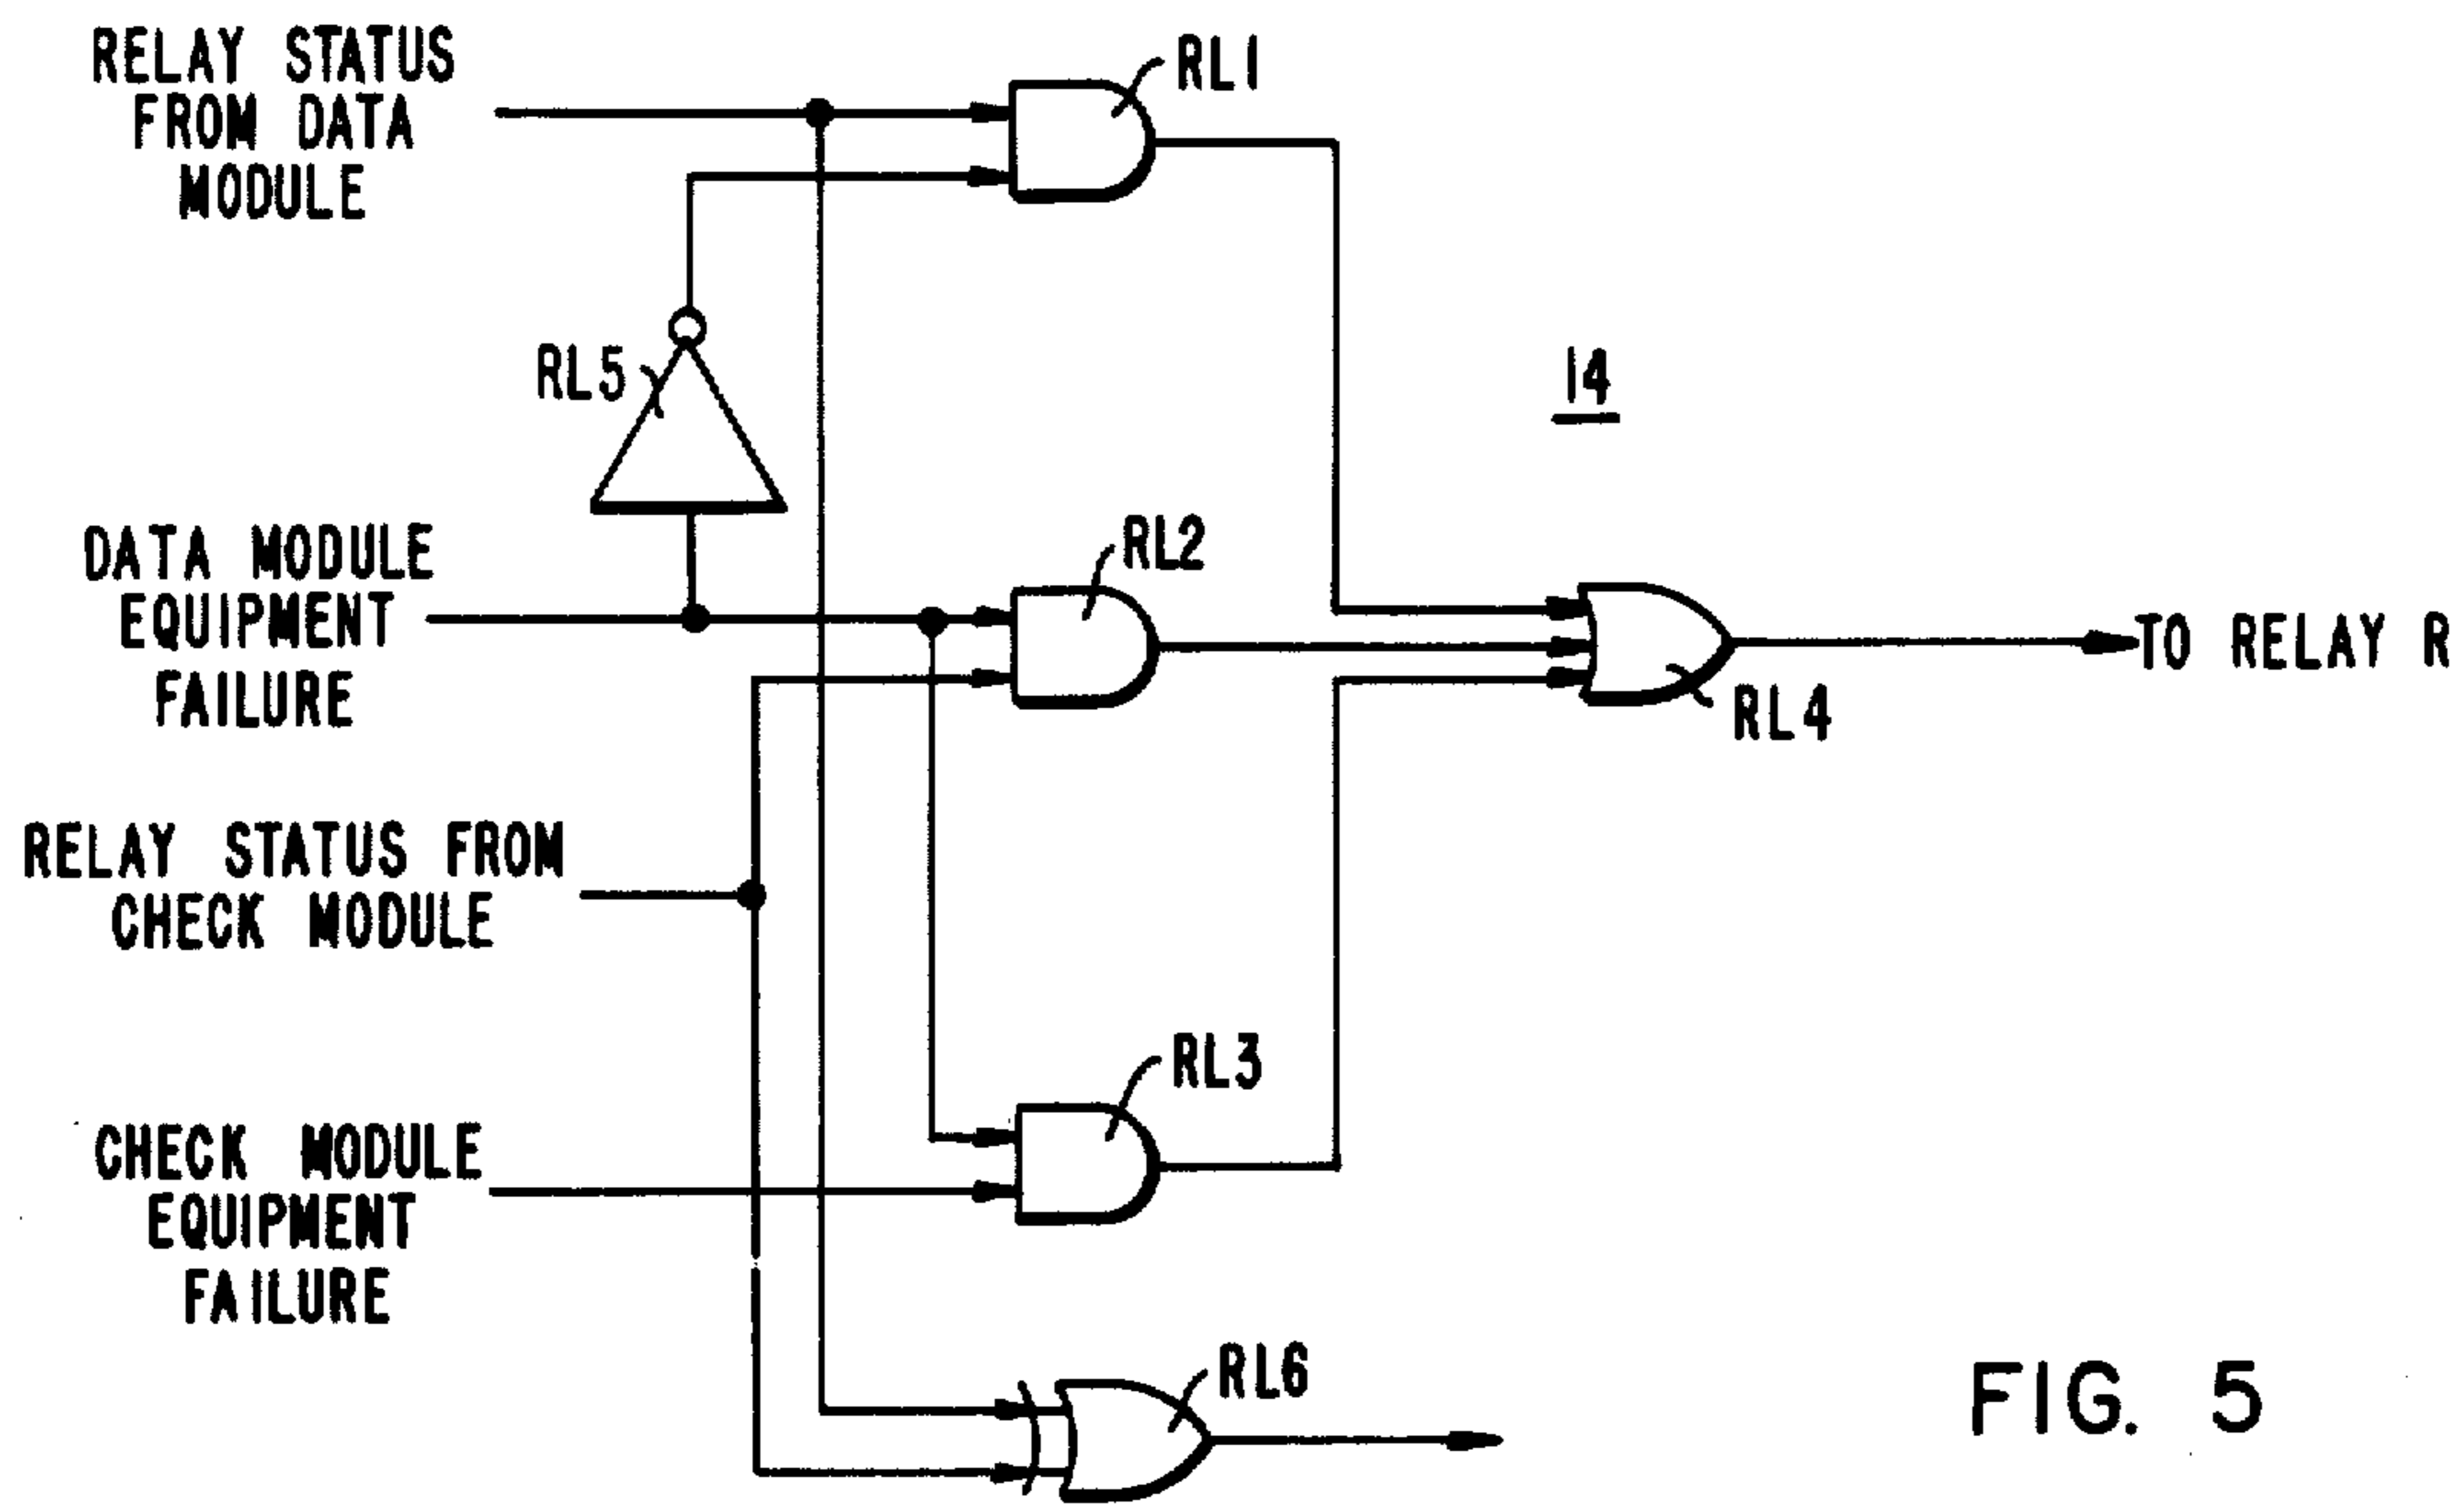 RELAY STATUS
FROM DATA
MODULE
RL1
RL5
14
DATA MODULE
EQUIPMENT
FAILURE
RL2
TO RELAY R
RL4
RELAY STATUS FROM
CHECK MODULE
RL3
CHECK MODULE
EQUIPMENT
FAILURE
RL6
FIG. 5